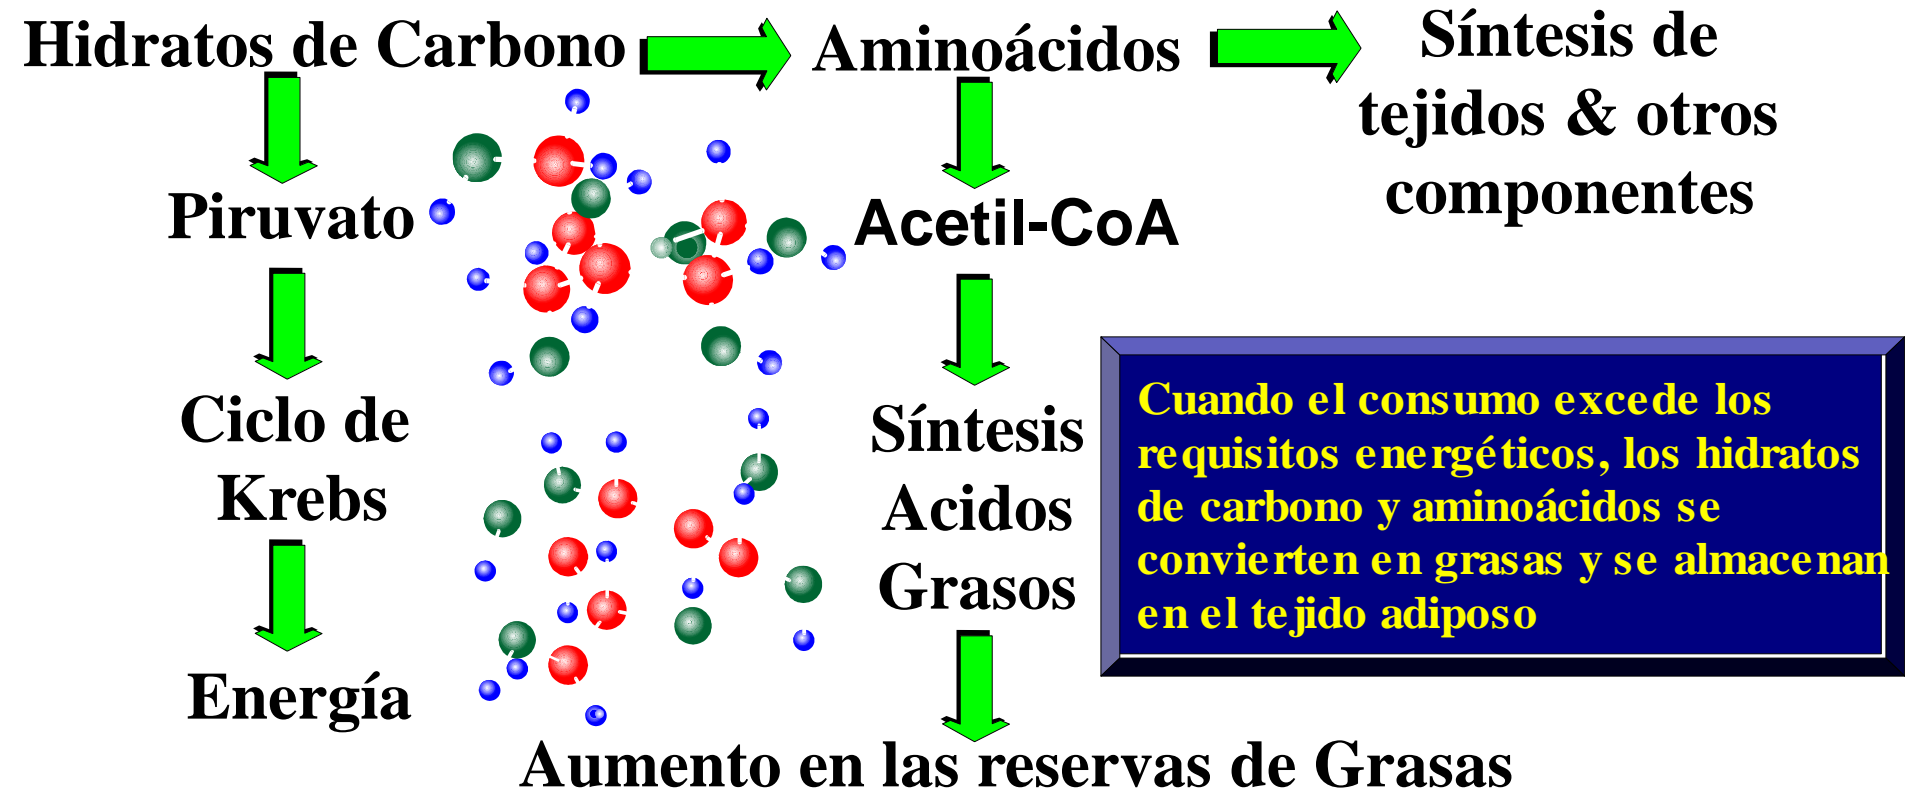 Hidratos de Carbono
Aminoácidos
Síntesis de
tejidos & otros
componentes
Piruvato
Acetil-CoA
Ciclo de
Krebs
Síntesis
Acidos
Grasos
Cuando el consumo excede los
requisitos energéticos, los hidratos
de carbono y aminoácidos se
convierten en grasas y se almacenan
en el tejido adiposo
Energía
Aumento en las reservas de Grasas